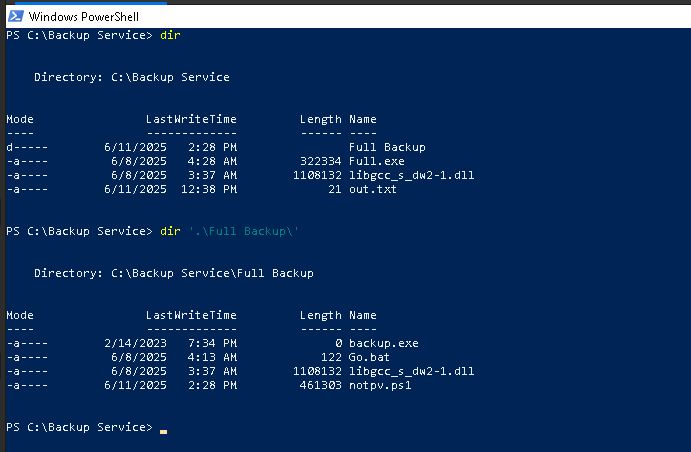 Windows PowerShell
PS C:\Backup Service> dir
Directory: C:\Backup Service
Mode LastWriteTime Length Name
---- ------------- ------ ----
d----- 6/11/2025 2:28 PM Full Backup
-a---- 6/8/2025 4:28 AM 322334 Full.exe
-a---- 6/8/2025 3:37 AM 1108132 libgcc_s_dw2-1.dll
-a---- 6/11/2025 12:38 PM 21 out.txt
PS C:\Backup Service> dir '.\Full Backup\'
Directory: C:\Backup Service\Full Backup
Mode LastWriteTime Length Name
---- ------------- ------ ----
-a---- 2/14/2023 7:34 PM 0 backup.exe
-a---- 6/8/2025 4:13 AM 122 Go.bat
-a---- 6/8/2025 3:37 AM 1108132 libgcc_s_dw2-1.dll
-a---- 6/11/2025 2:28 PM 461303 notpv.ps1
PS C:\Backup Service>